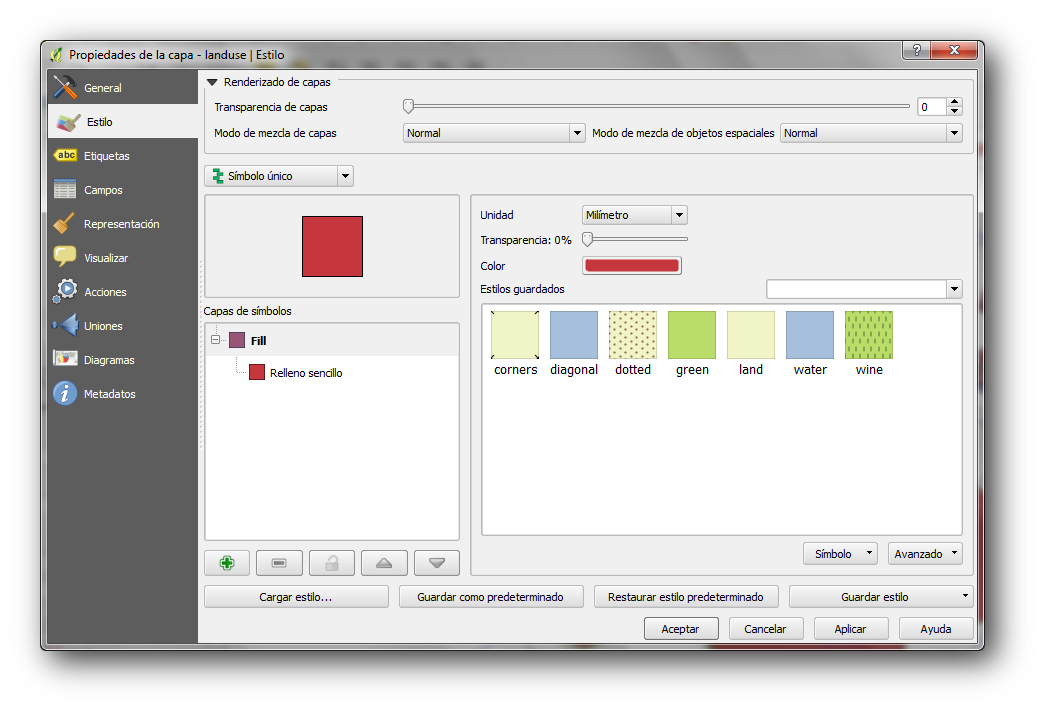 Propiedades de la capa - landuse | Estilo
?
General
Estilo
abc Etiquetas
Campos
Representación
Visualizar
Acciones
Uniones
Diagramas
i Metadatos
Renderizado de capas
Transparencia de capas 0
Modo de mezcla de capas Normal Modo de mezcla de objetos espaciales Normal
Símbolo único
Capas de símbolos
Fill
Relleno sencillo
Unidad Milímetro
Transparencia: 0%
Color
Estilos guardados
corners diagonal dotted green land water wine
Símbolo Avanzado
Cargar estilo... Guardar como predeterminado Restaurar estilo predeterminado Guardar estilo
Aceptar Cancelar Aplicar Ayuda